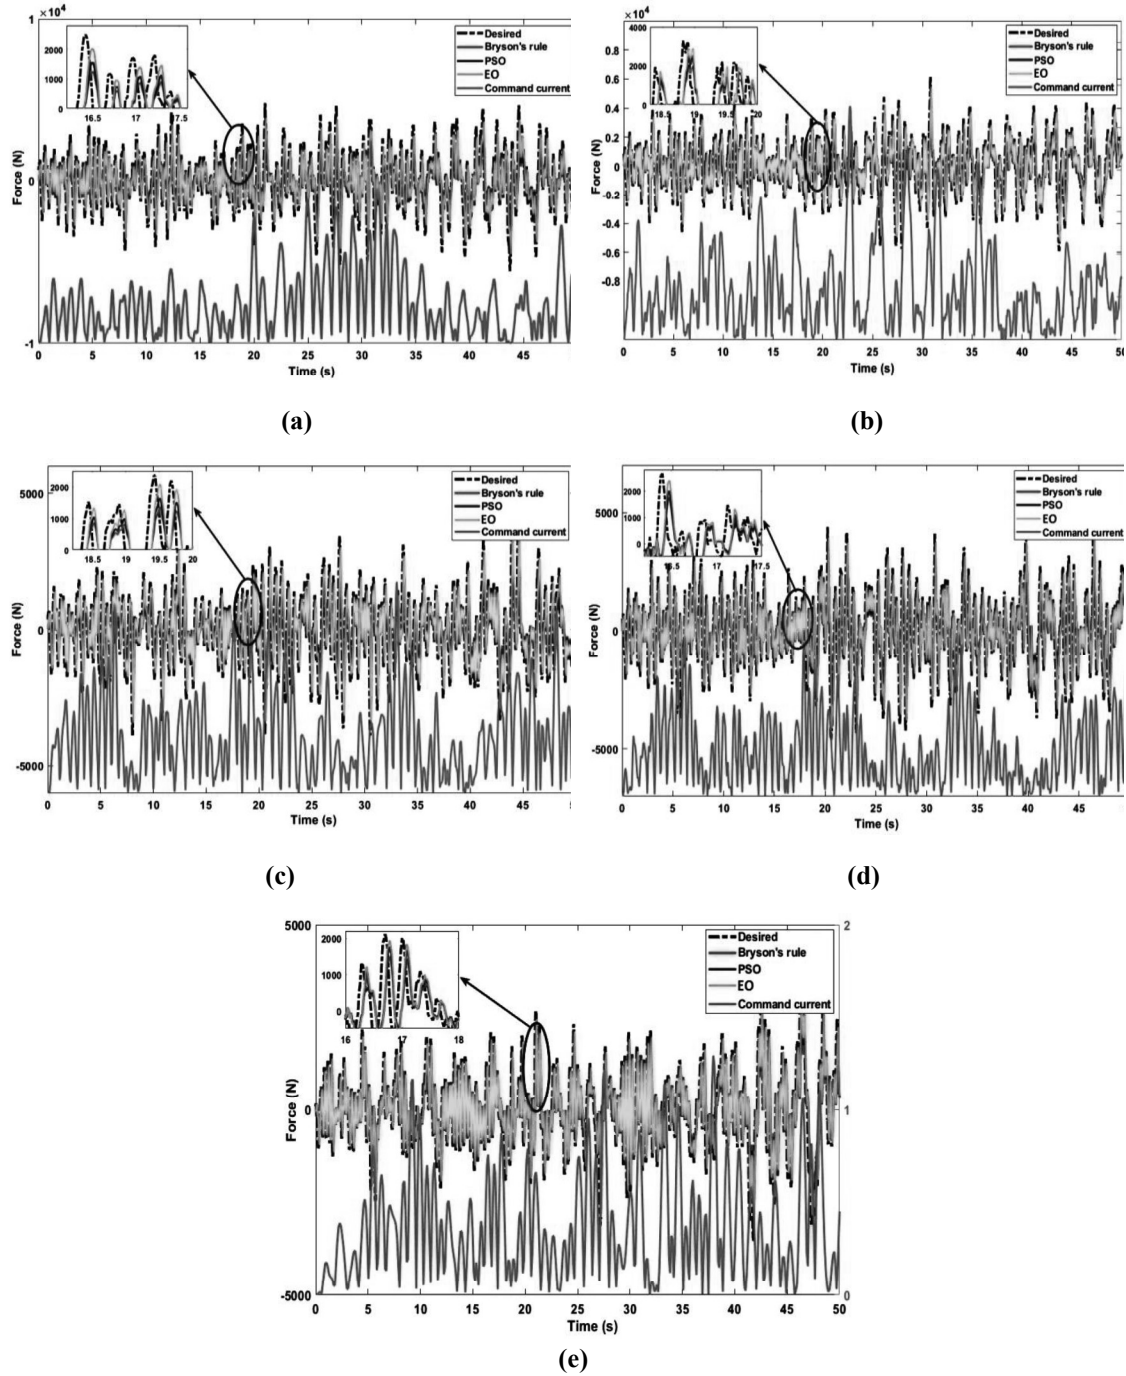 1 ×10⁴
2000
1000
0
16.5 17 17.5
Desired
Bryson's rule
PSO
EO
Command current
Force (N)
0
-1
0 5 10 15 20 25 30 35 40 45
Time (s)
(a)
×10⁴
0.8
0.6
0.4
0.2
0
-0.2
-0.4
-0.6
-0.8
4000
2000
0
18.5 19 19.5 20
Desired
Bryson's rule
PSO
EO
Command current
Force (N)
0 5 10 15 20 25 30 35 40 45 50
Time (s)
(b)
5000
0
-5000
2000
1000
0
18.5 19 19.5 20
Desired
Bryson's rule
PSO
EO
Command current
Force (N)
0 5 10 15 20 25 30 35 40 45
Time (s)
(c)
5000
0
-5000
2000
1000
0
16.5 17 17.5
Desired
Bryson's rule
PSO
EO
Command current
Force (N)
0 5 10 15 20 25 30 35 40 45
Time (s)
(d)
5000
0
-5000
2000
1000
0
16 17 18
Desired
Bryson's rule
PSO
EO
Command current
2
1
0
Force (N)
0 5 10 15 20 25 30 35 40 45 50
Time (s)
(e)